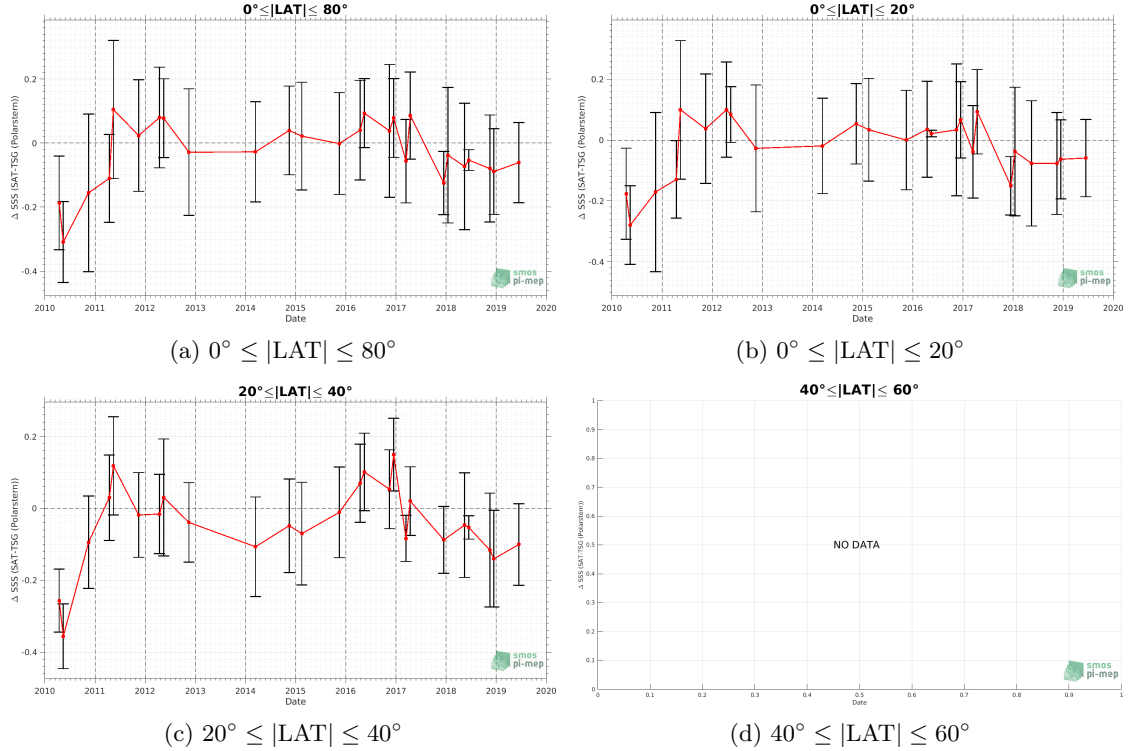 0°≤|LAT|≤ 80°
0.2
0
-0.2
-0.4
Δ SSS (SAT-TSG (Polarstern))
2010 2011 2012 2013 2014 2015 2016 2017 2018 2019 2020
Date
smos
pi-mep
(a) 0° ≤ |LAT| ≤ 80°
0°≤|LAT|≤ 20°
0.2
0
-0.2
-0.4
Δ SSS (SAT-TSG (Polarstern))
2010 2011 2012 2013 2014 2015 2016 2017 2018 2019 2020
Date
smos
pi-mep
(b) 0° ≤ |LAT| ≤ 20°
20°≤|LAT|≤ 40°
0.2
0
-0.2
-0.4
Δ SSS (SAT-TSG (Polarstern))
2010 2011 2012 2013 2014 2015 2016 2017 2018 2019 2020
Date
smos
pi-mep
(c) 20° ≤ |LAT| ≤ 40°
40°≤|LAT|≤ 60°
1
0.9
0.8
0.7
0.6
0.5
0.4
0.3
0.2
0.1
0
Δ SSS (SAT-TSG (Polarstern))
NO DATA
0 0.1 0.2 0.3 0.4 0.5 0.6 0.7 0.8 0.9 1
Date
smos
pi-mep
(d) 40° ≤ |LAT| ≤ 60°